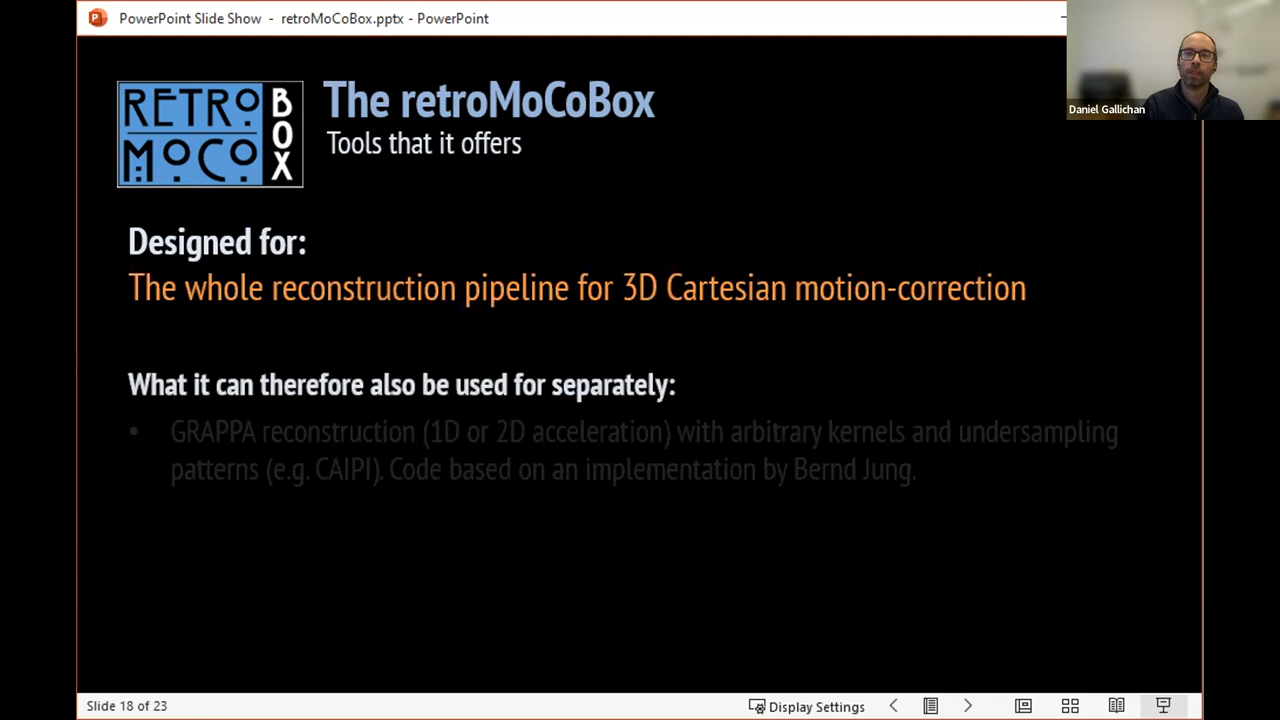 PowerPoint Slide Show - retroMoCoBox.pptx - PowerPoint
Daniel Gallichan
RETRO
MOCO
BOX
The retroMoCoBox
Tools that it offers
Designed for:
The whole reconstruction pipeline for 3D Cartesian motion-correction
What it can therefore also be used for separately:
• GRAPPA reconstruction (1D or 2D acceleration) with arbitrary kernels and undersampling
patterns (e.g. CAIPI). Code based on an implementation by Bernd Jung.
Slide 18 of 23
Display Settings